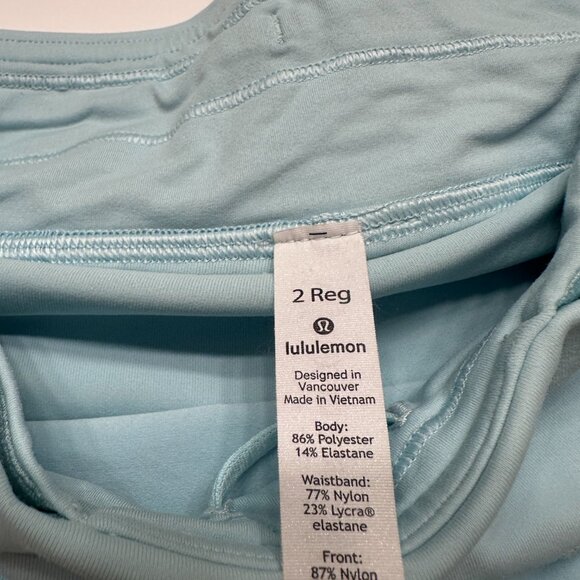 2 Reg
lululemon
Designed in
Vancouver
Made in Vietnam
Body:
86% Polyester
14% Elastane
Waistband:
77% Nylon
23% Lycra®
elastane
Front:
87% Nylon